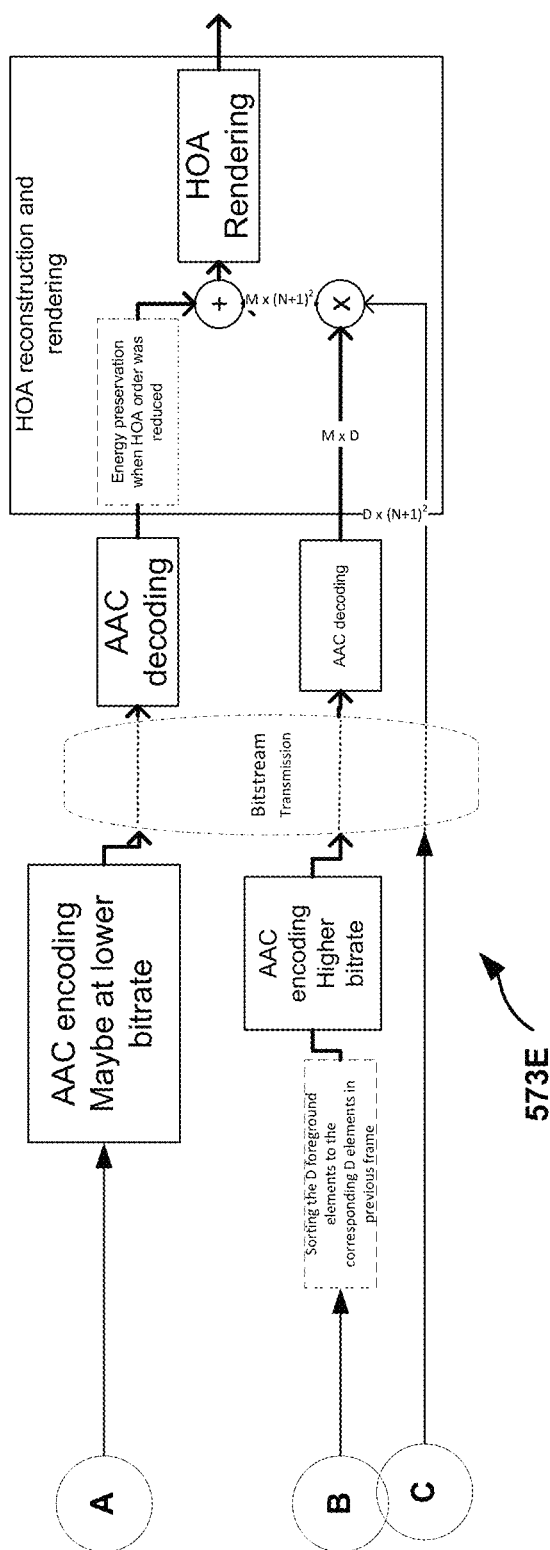 A
AAC encoding
Maybe at lower
bitrate
AAC
decoding
HOA reconstruction and
rendering
Energy preservation
when HOA order was
reduced
+
HOA
Rendering
M x (N+1)²
B
Sorting the D foreground
elements to the
corresponding D elements in
previous frame
AAC
encoding
Higher
bitrate
Bitstream
Transmission
AAC decoding
M x D
X
C
D x (N+1)²
573E